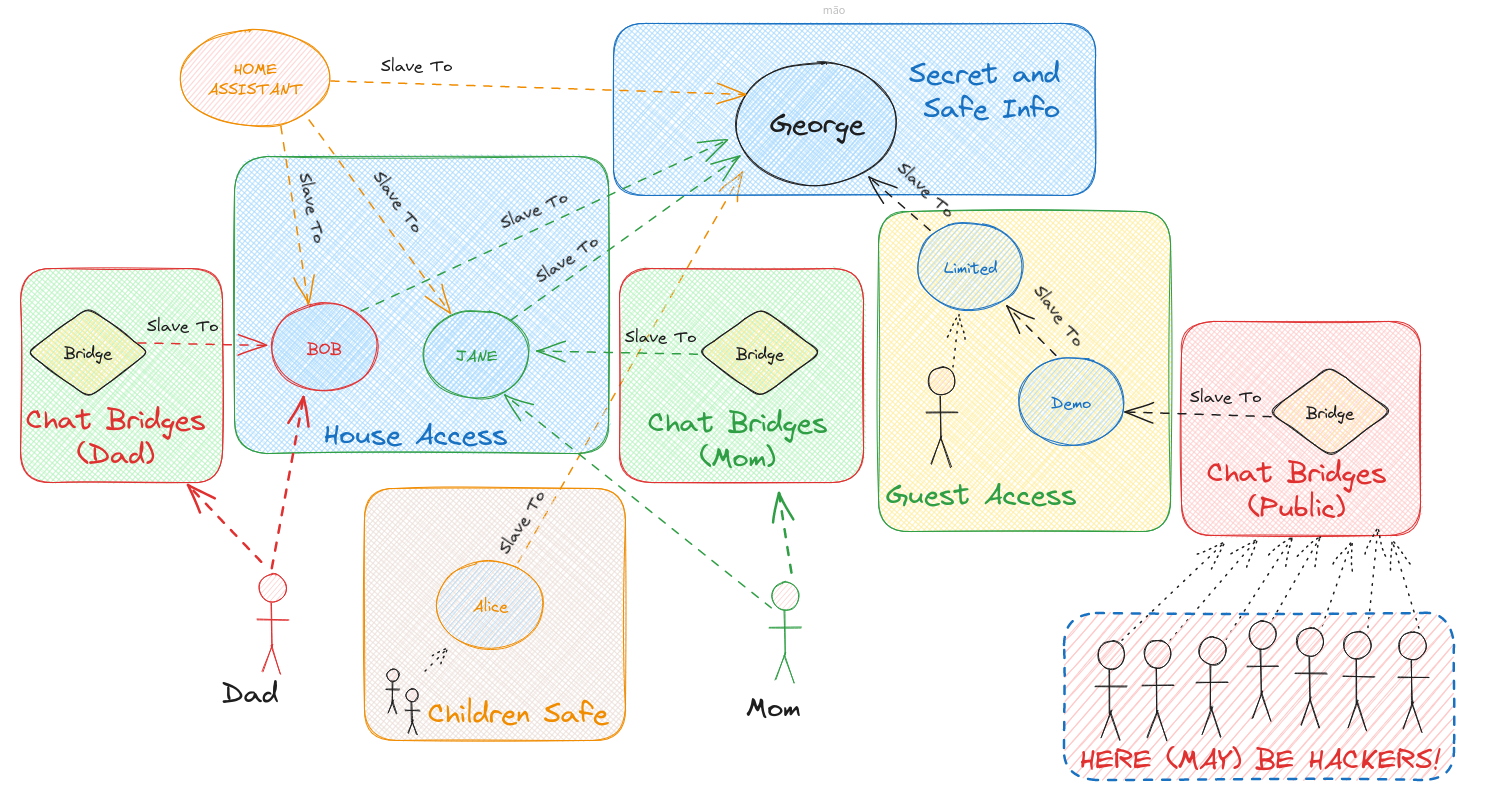 mão
HOME
ASSISTANT
Slave To
George
Secret and
Safe Info
Slave To
Slave To
Slave To
Slave To
Slave To
Limited
Slave To
Demo
Guest Access
Bridge
Slave To
Chat Bridges
(Dad)
BOB
JANE
House Access
Slave To
Bridge
Chat Bridges
(Mom)
Slave To
Bridge
Chat Bridges
(Public)
Slave To
Alice
Children Safe
Dad
Mom
HERE (MAY) BE HACKERS!